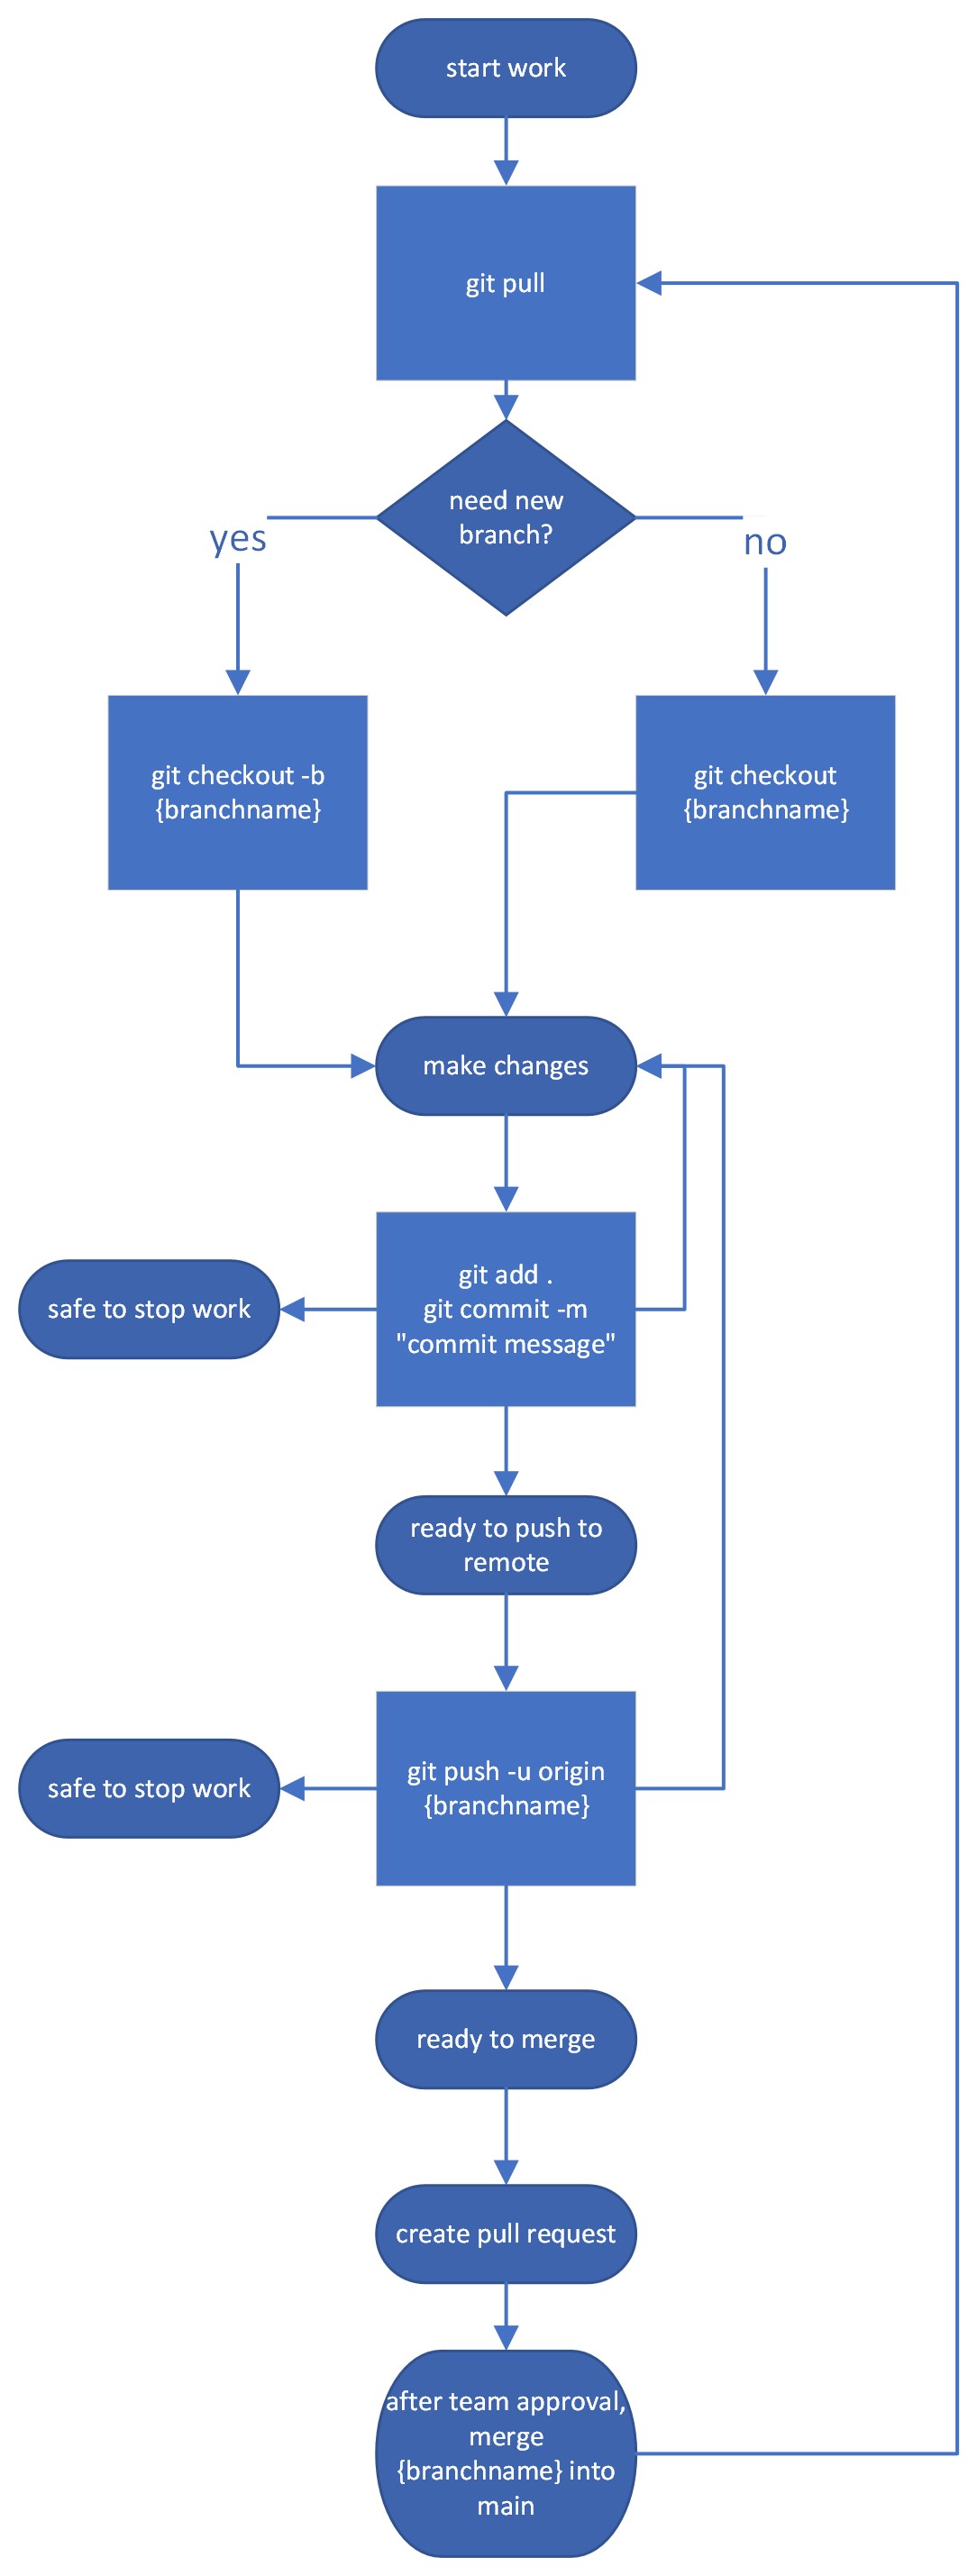 start work
git pull
need new
branch?
yes
no
git checkout -b
{branchname}
git checkout
{branchname}
make changes
git add .
git commit -m
"commit message"
safe to stop work
ready to push to
remote
git push -u origin
{branchname}
safe to stop work
ready to merge
create pull request
after team approval,
merge
{branchname} into
main